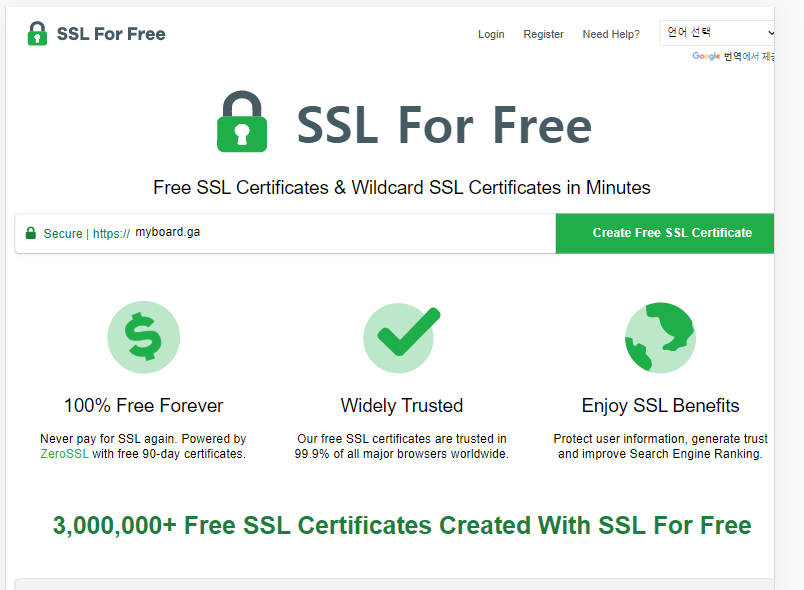 SSL For Free
Login Register Need Help? 언어 선택
Google 번역에서 제
SSL For Free
Free SSL Certificates & Wildcard SSL Certificates in Minutes
Secure | https:// myboard.ga Create Free SSL Certificate
100% Free Forever
Never pay for SSL again. Powered by
ZeroSSL with free 90-day certificates.
Widely Trusted
Our free SSL certificates are trusted in
99.9% of all major browsers worldwide.
Enjoy SSL Benefits
Protect user information, generate trust
and improve Search Engine Ranking.
3,000,000+ Free SSL Certificates Created With SSL For Free